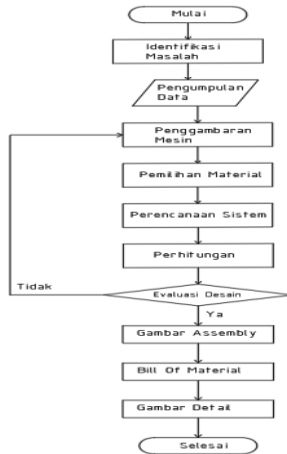 Mulai
Identifikasi
Masalah
Pengumpulan
Data
Penggambaran
Mesin
Pemilihan Material
Perencanaan Sistem
Perhitungan
Tidak
Evaluasi Desain
Ya
Gambar Assembly
Bill Of Material
Gambar Detail
Selesai